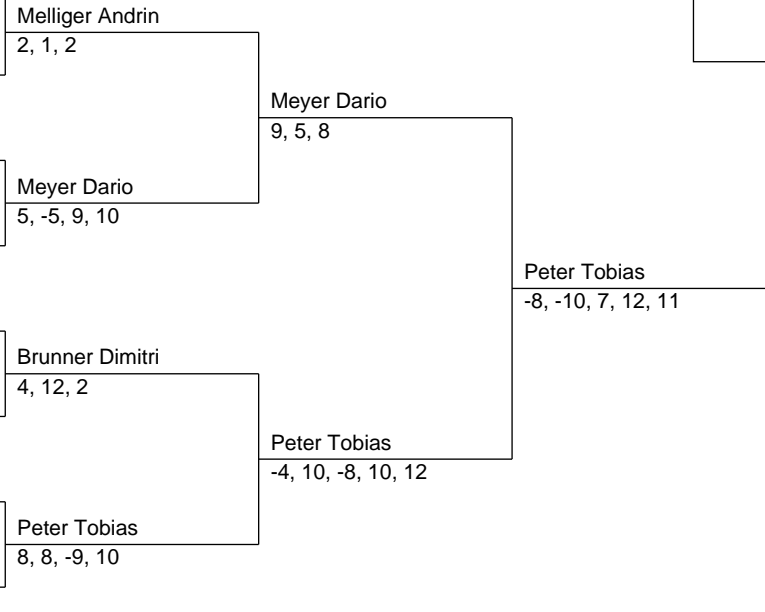 Melliger Andrin
2, 1, 2
Meyer Dario
9, 5, 8
Meyer Dario
5, -5, 9, 10
Peter Tobias
-8, -10, 7, 12, 11
Brunner Dimitri
4, 12, 2
Peter Tobias
-4, 10, -8, 10, 12
Peter Tobias
8, 8, -9, 10